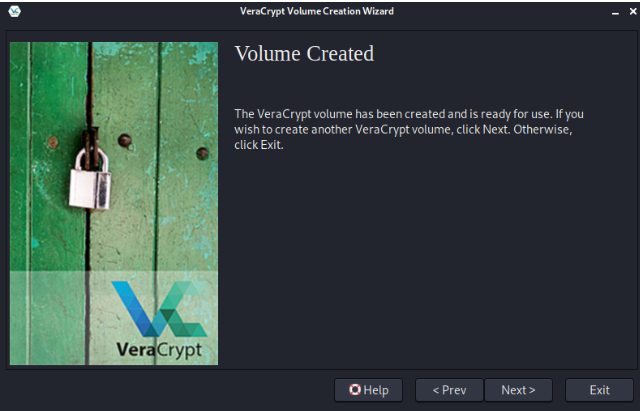 VeraCrypt Volume Creation Wizard
Volume Created
The VeraCrypt volume has been created and is ready for use. If you
wish to create another VeraCrypt volume, click Next. Otherwise,
click Exit.
VeraCrypt
Help
< Prev
Next >
Exit